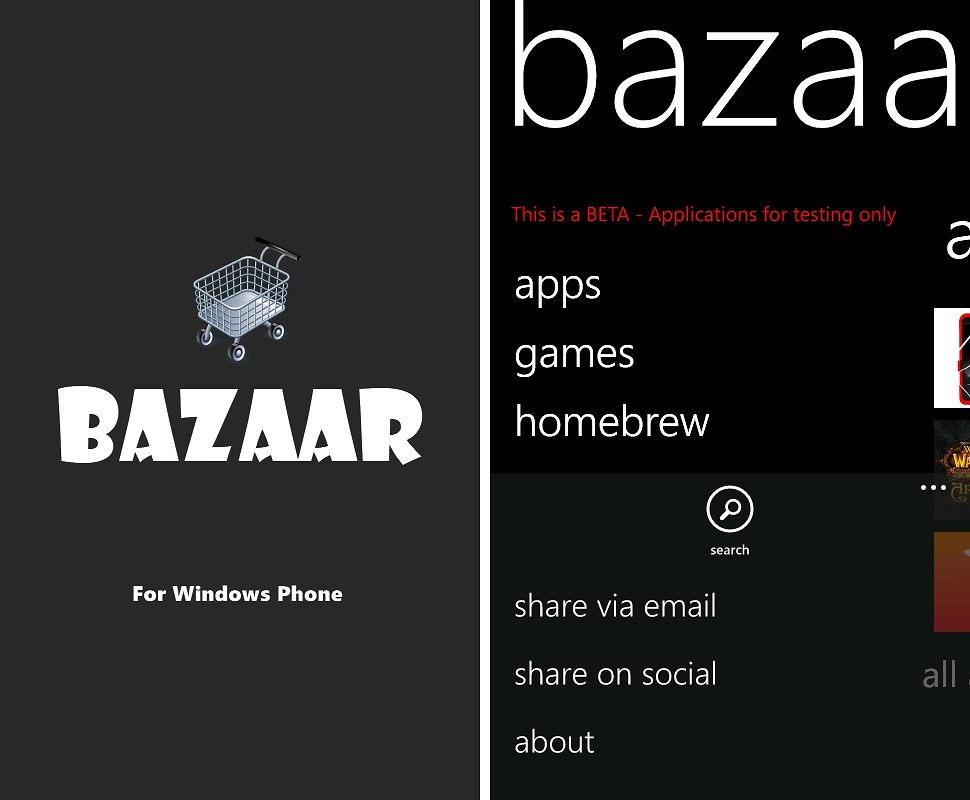 BAZAAR
For Windows Phone
bazaa
This is a BETA - Applications for testing only
apps
games
homebrew
search
share via email
share on social
about
a
all